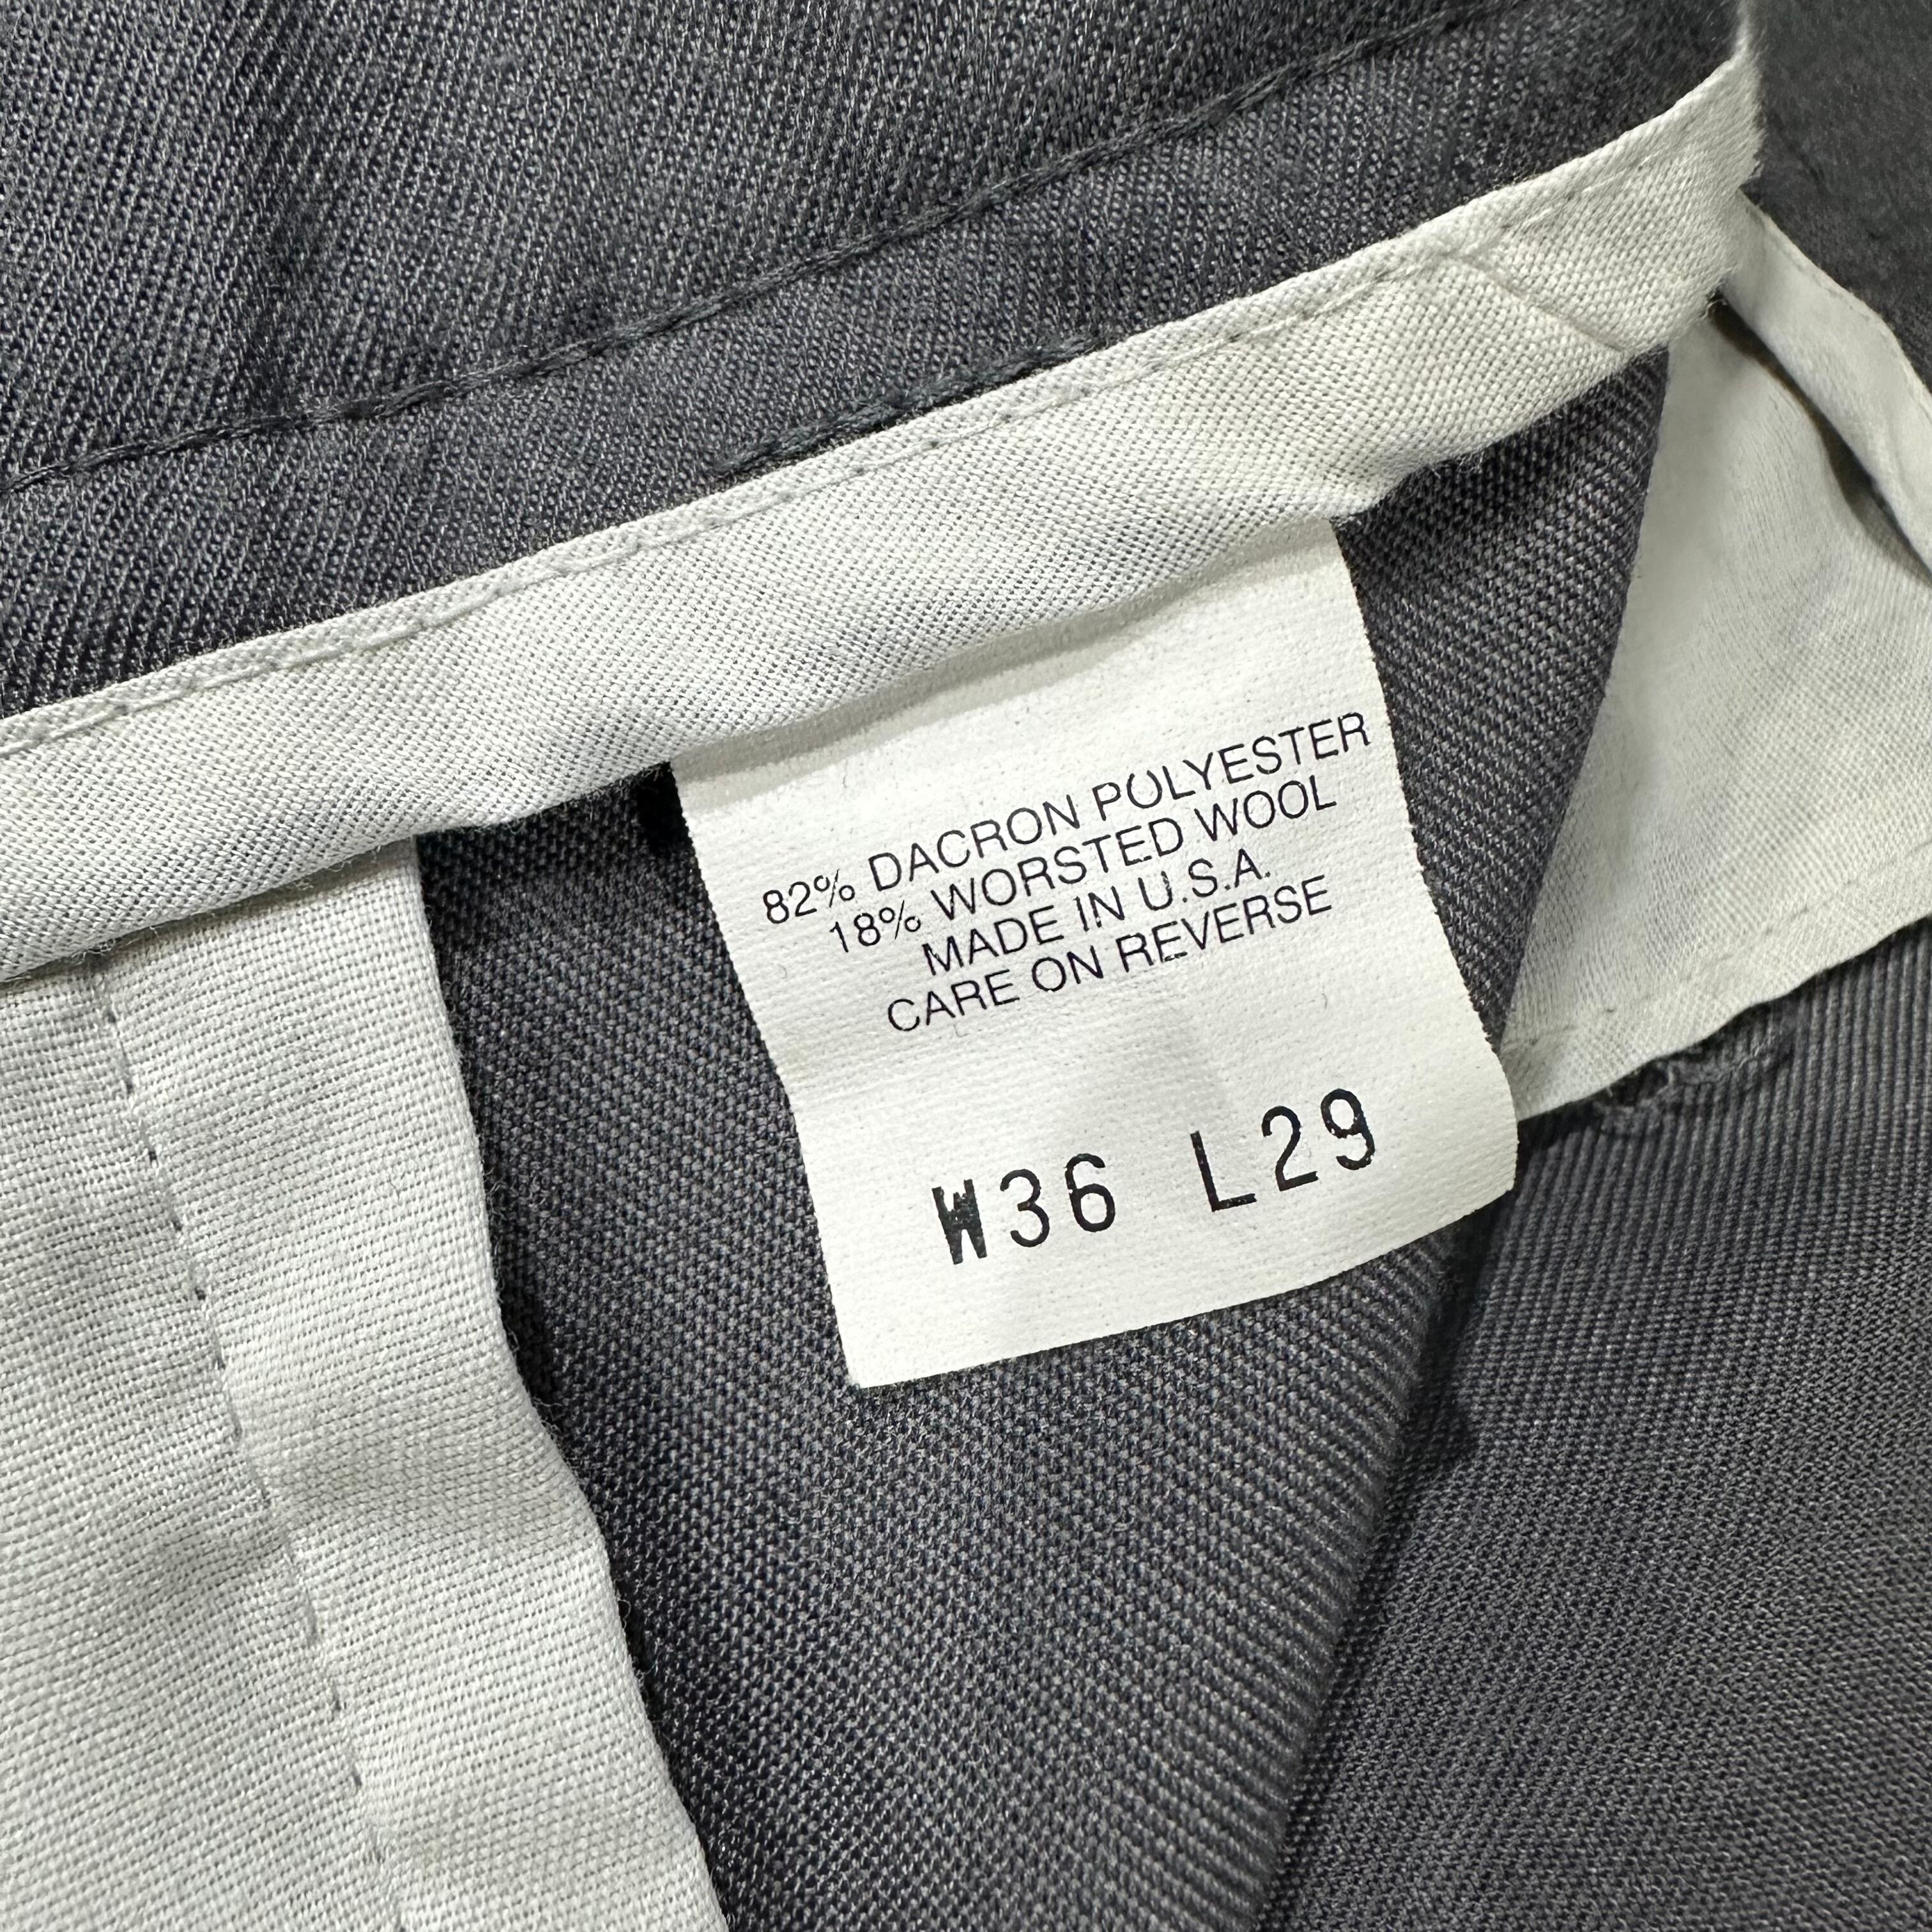 82% DACRON POLYESTER
18% WORSTED WOOL
MADE IN U.S.A.
CARE ON REVERSE
W36 L29